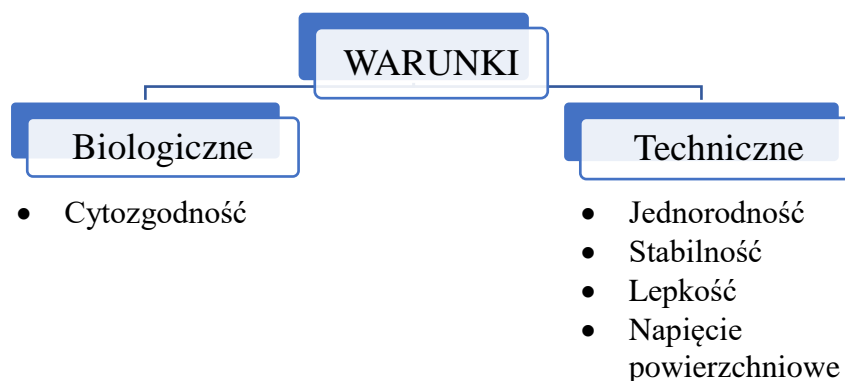 WARUNKI
Biologiczne
• Cytozgodność
Techniczne
• Jednorodność
• Stabilność
• Lepkość
• Napięcie
powierzchniowe